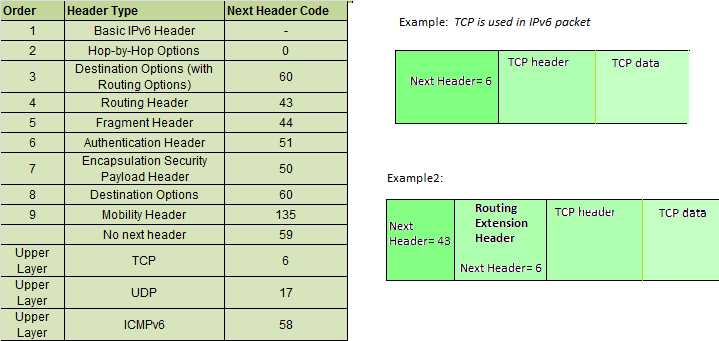 Order Header Type Next Header Code
1 Basic IPv6 Header -
2 Hop-by-Hop Options 0
3 Destination Options (with Routing Options) 60
4 Routing Header 43
5 Fragment Header 44
6 Authentication Header 51
7 Encapsulation Security Payload Header 50
8 Destination Options 60
9 Mobility Header 135
No next header 59
Upper Layer TCP 6
Upper Layer UDP 17
Upper Layer ICMPv6 58
Example: TCP is used in IPv6 packet
Next Header= 6
TCP header
TCP data
Example2:
Next
Header= 43
Routing
Extension
Header
Next Header= 6
TCP header
TCP data